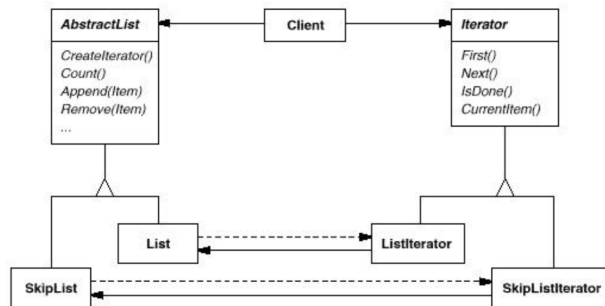 AbstractList
CreateIterator()
Count()
Append(Item)
Remove(Item)
...
Client
Iterator
First()
Next()
IsDone()
CurrentItem()
List
ListIterator
SkipList
SkipListIterator